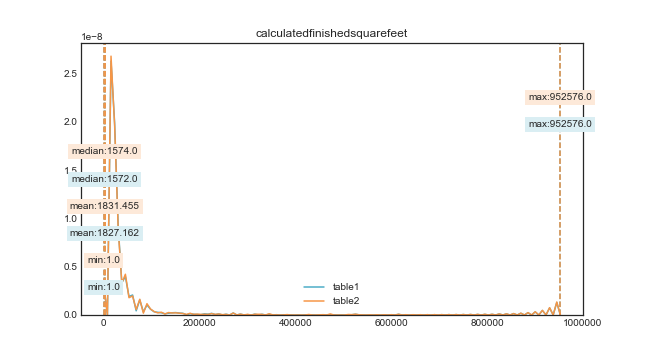 calculatedfinishedsquarefeet
1e−8
2.5
2.0
1.5
1.0
0.5
0.0
max:952576.0
max:952576.0
median:1574.0
median:1572.0
mean:1831.455
mean:1827.162
min:1.0
min:1.0
table1
table2
0
200000
400000
600000
800000
1000000